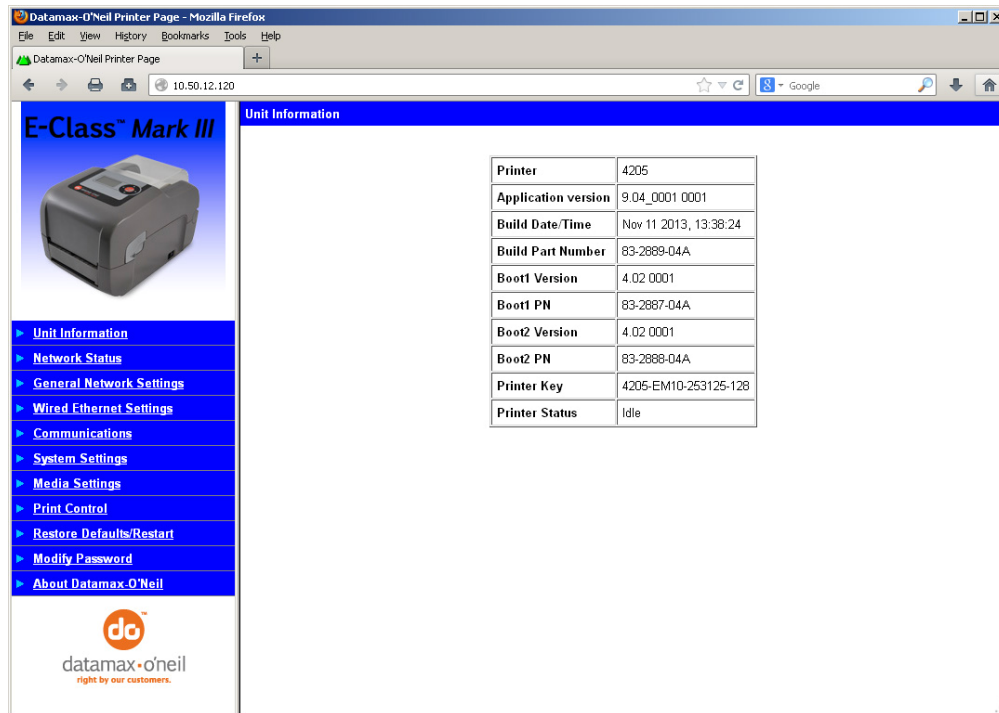 Datamax-O'Neil Printer Page - Mozilla Firefox
File Edit View History Bookmarks Tools Help
Datamax-O'Neil Printer Page +
10.50.12.120 8 Google
E-Class™ Mark III
Unit Information
Network Status
General Network Settings
Wired Ethernet Settings
Communications
System Settings
Media Settings
Print Control
Restore Defaults/Restart
Modify Password
About Datamax-O'Neil
do™
datamax•o'neil
right by our customers.
Unit Information
Printer 4205
Application version 9.04_0001 0001
Build Date/Time Nov 11 2013, 13:38:24
Build Part Number 83-2889-04A
Boot1 Version 4.02 0001
Boot1 PN 83-2887-04A
Boot2 Version 4.02 0001
Boot2 PN 83-2888-04A
Printer Key 4205-EM10-253125-128
Printer Status Idle